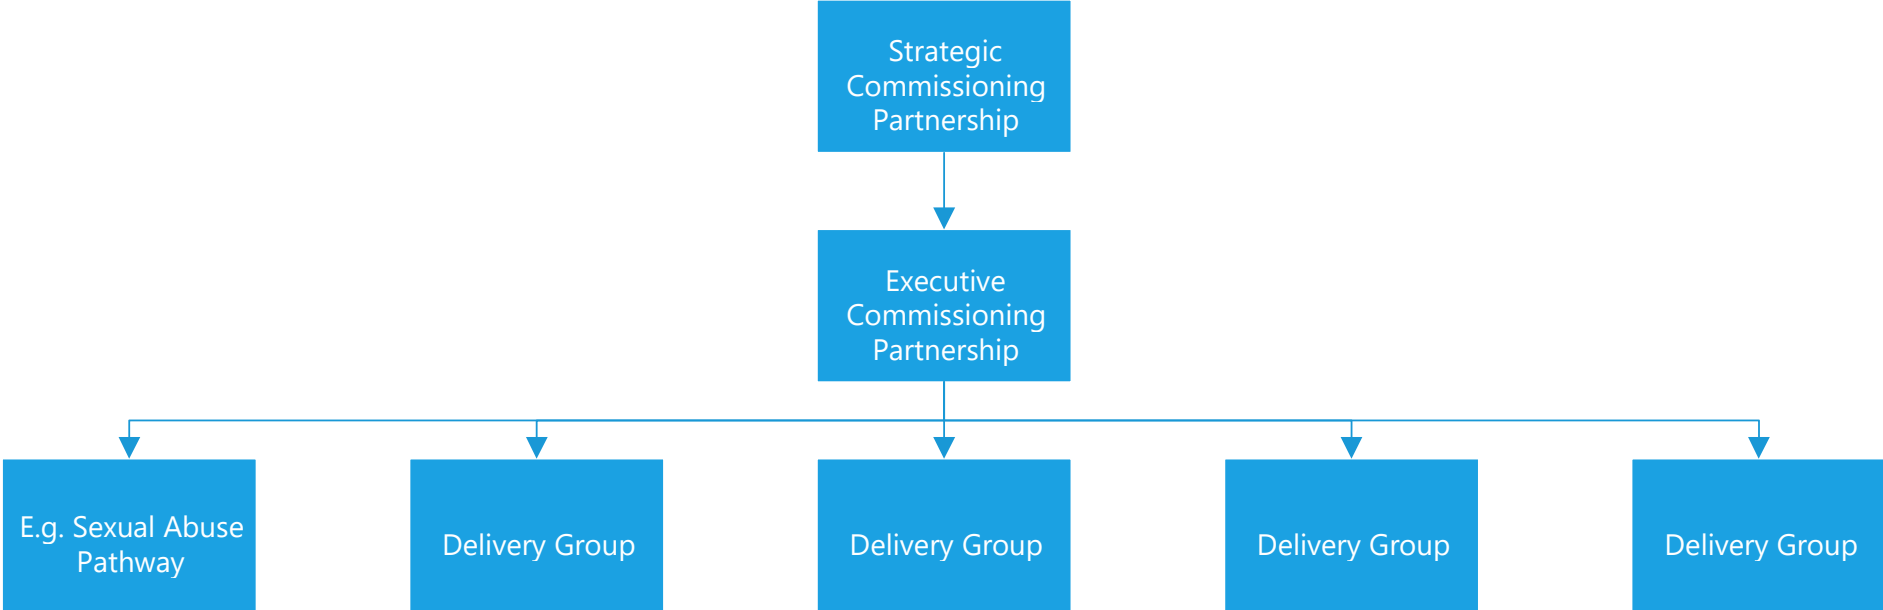 Strategic
Commissioning
Partnership
Executive
Commissioning
Partnership
E.g. Sexual Abuse
Pathway
Delivery Group
Delivery Group
Delivery Group
Delivery Group